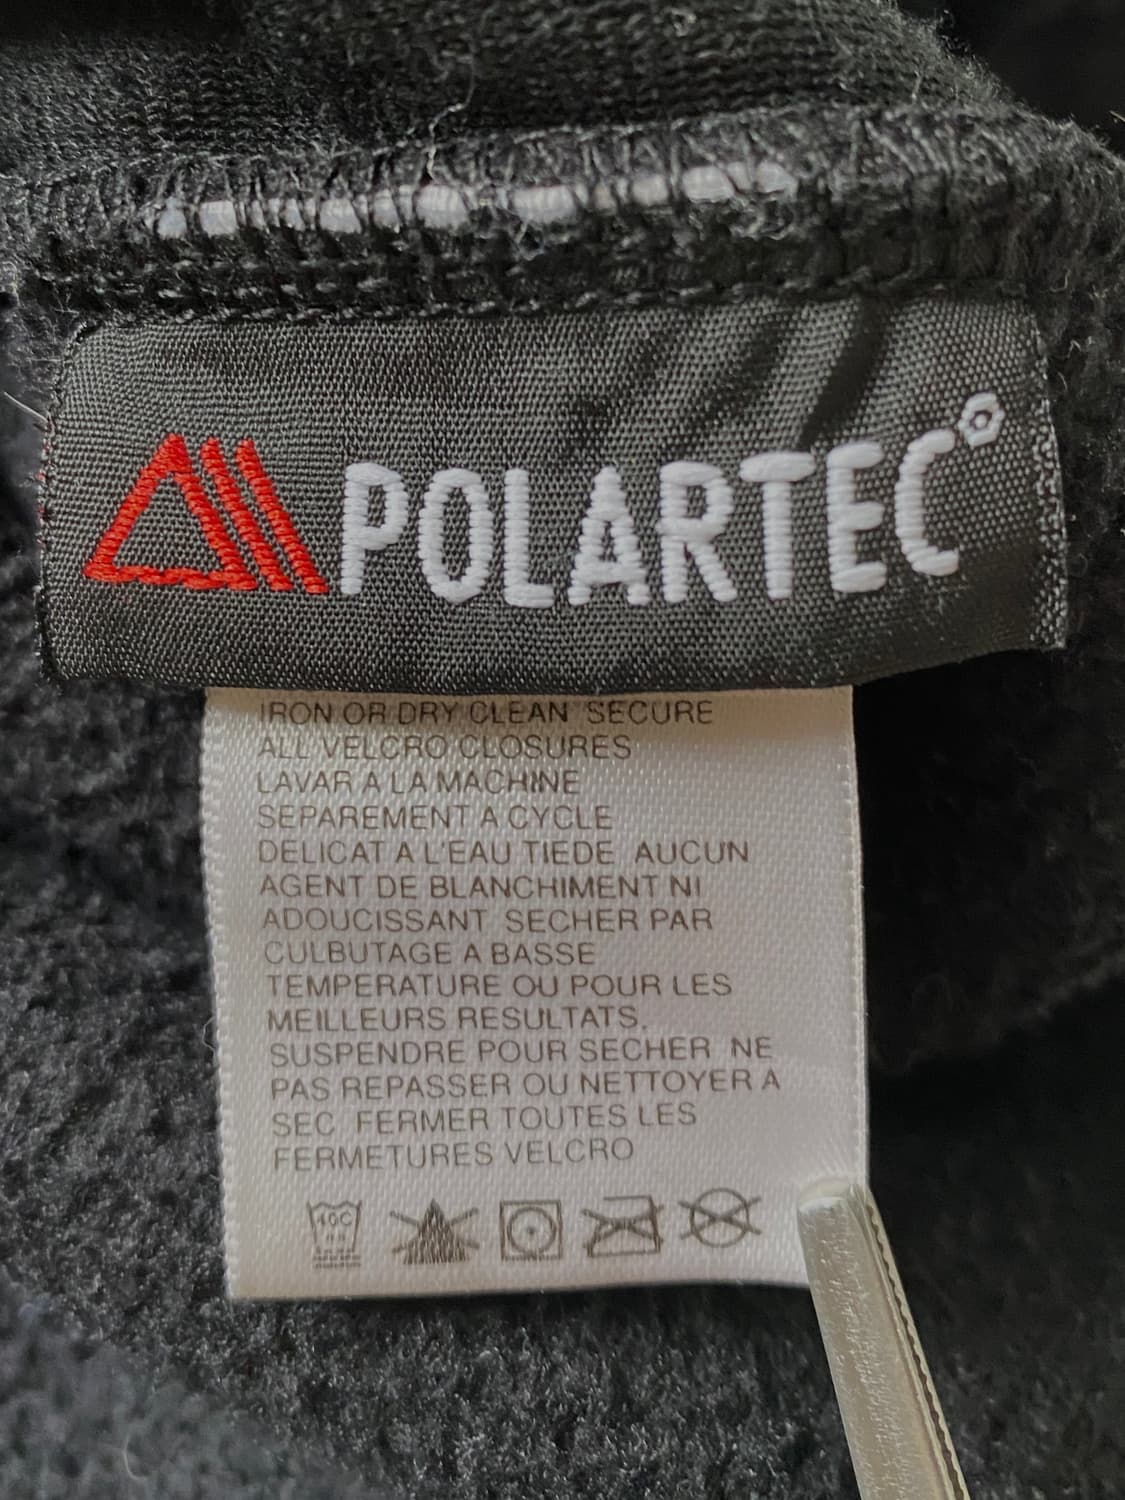 POLARTEC®
IRON OR DRY CLEAN SECURE
ALL VELCRO CLOSURES
LAVAR A LA MACHINE
SEPAREMENT A CYCLE
DELICAT A L'EAU TIEDE AUCUN
AGENT DE BLANCHIMENT NI
ADOUCISSANT SECHER PAR
CULBUTAGE A BASSE
TEMPERATURE OU POUR LES
MEILLEURS RESULTATS,
SUSPENDRE POUR SECHER NE
PAS REPASSER OU NETTOYER A
SEC FERMER TOUTES LES
FERMETURES VELCRO
40C